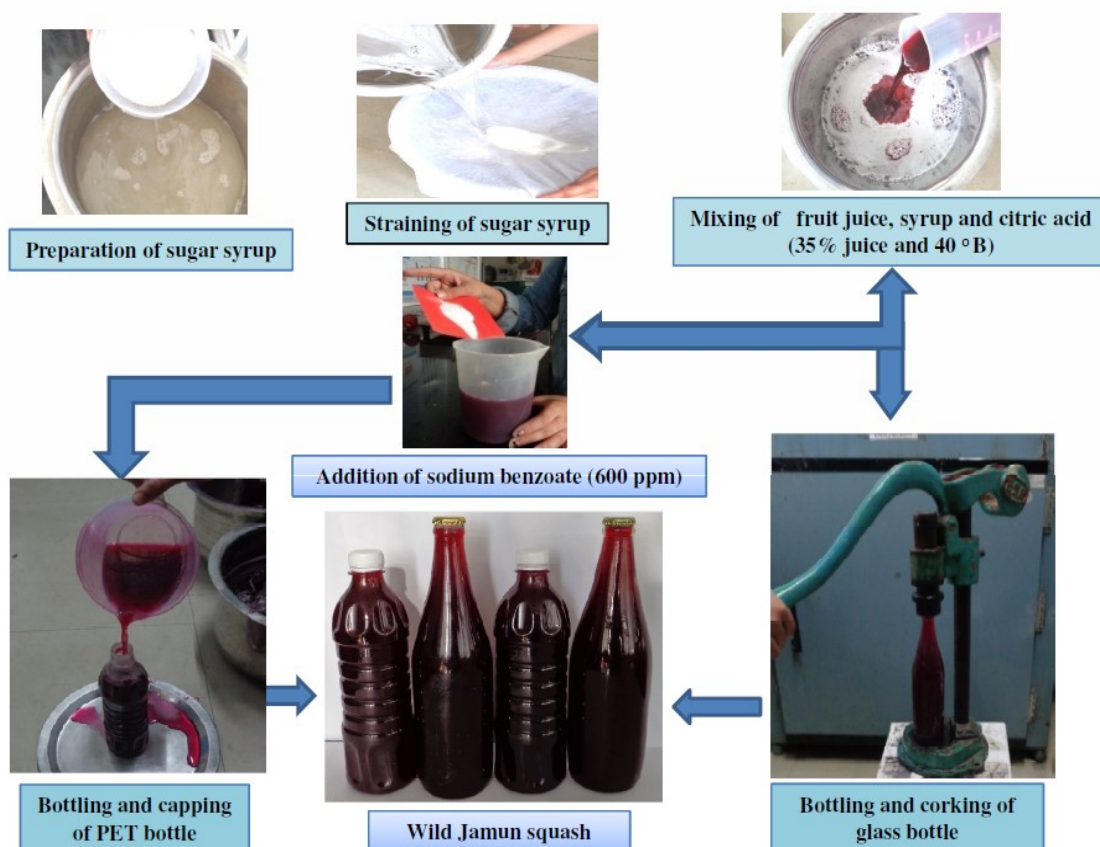 Preparation of sugar syrup
Straining of sugar syrup
Mixing of fruit juice, syrup and citric acid
(35% juice and 40 °B)
Addition of sodium benzoate (600 ppm)
Bottling and capping
of PET bottle
Wild Jamun squash
Bottling and corking of
glass bottle